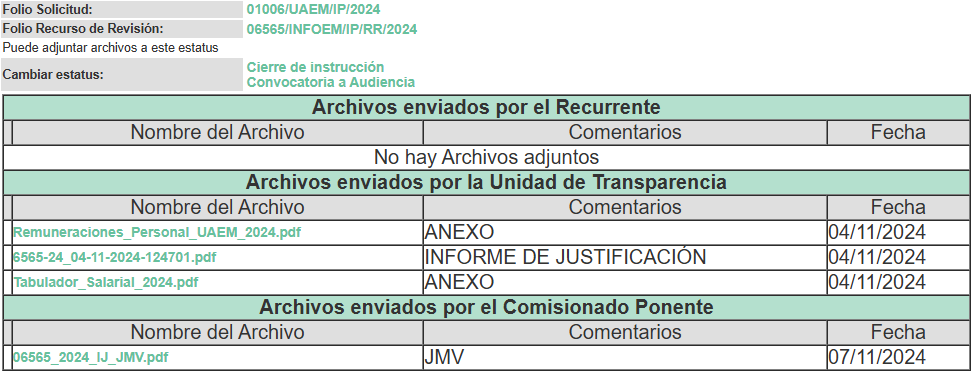 Folio Solicitud: 01006/UAEM/IP/2024
Folio Recurso de Revisión: 06565/INFOEM/IP/RR/2024
Puede adjuntar archivos a este estatus
Cambiar estatus: Cierre de instrucción
Convocatoria a Audiencia
Archivos enviados por el Recurrente
Nombre del Archivo Comentarios Fecha
No hay Archivos adjuntos
Archivos enviados por la Unidad de Transparencia
Nombre del Archivo Comentarios Fecha
Remuneraciones_Personal_UAEM_2024.pdf ANEXO 04/11/2024
6565-24_04-11-2024-124701.pdf INFORME DE JUSTIFICACIÓN 04/11/2024
Tabulador_Salarial_2024.pdf ANEXO 04/11/2024
Archivos enviados por el Comisionado Ponente
Nombre del Archivo Comentarios Fecha
06565_2024_IJ_JMV.pdf JMV 07/11/2024